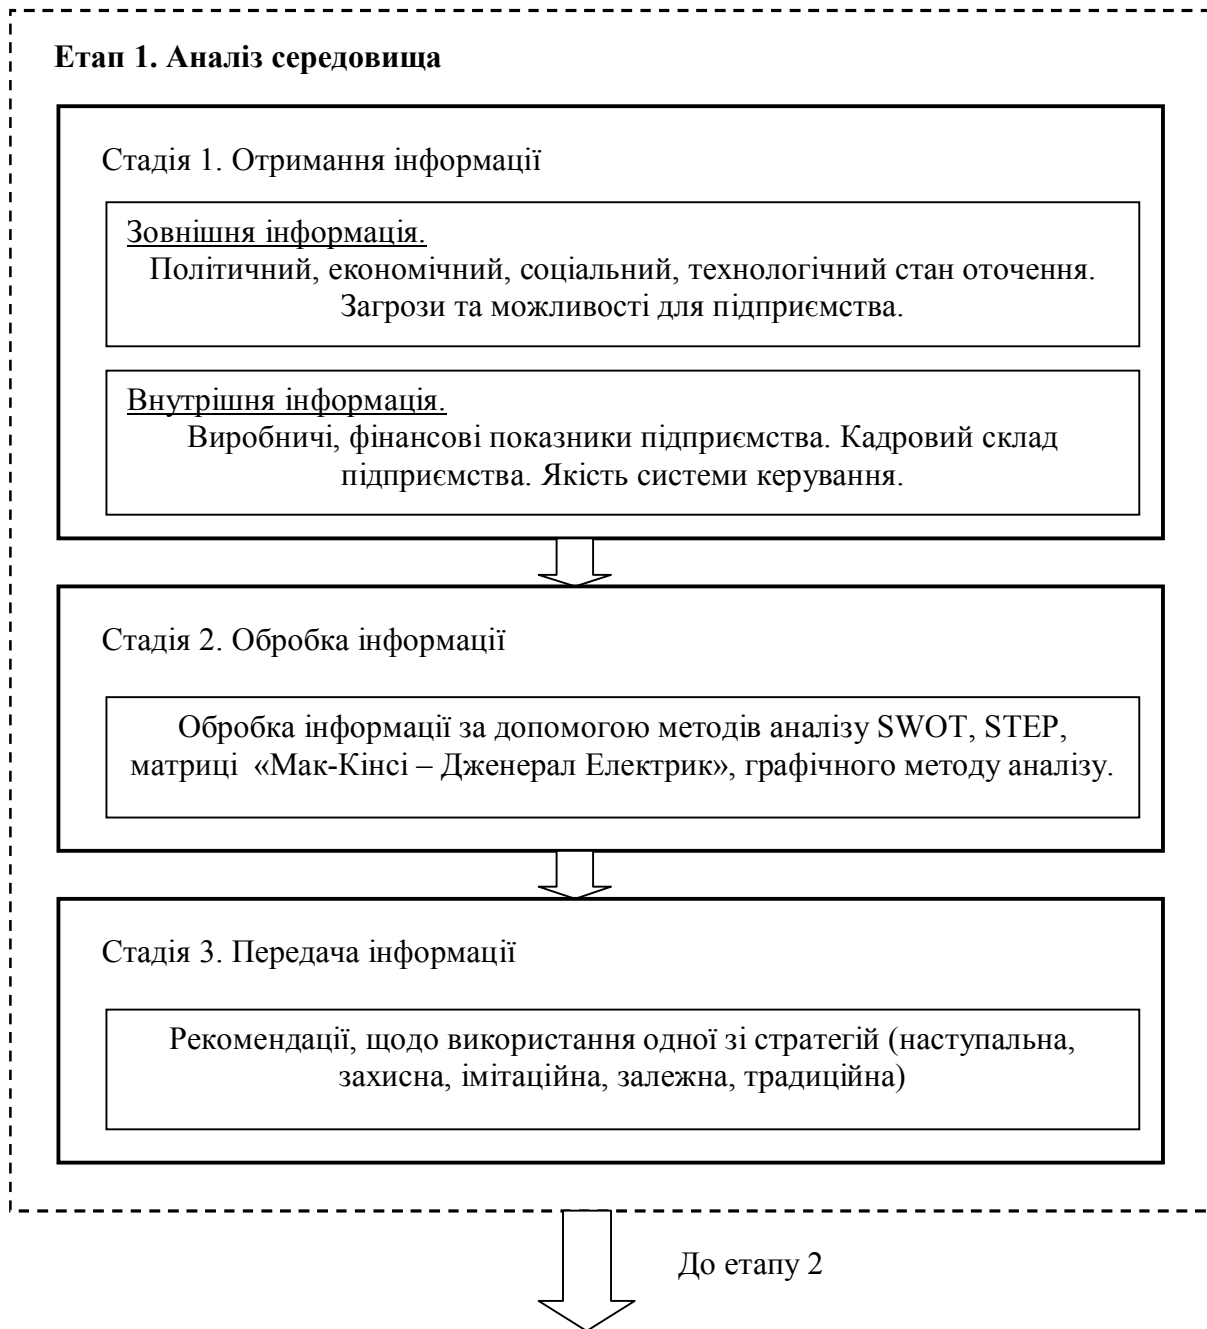 Етап 1. Аналіз середовища
Стадія 1. Отримання інформації
Зовнішня інформація.
Політичний, економічний, соціальний, технологічний стан оточення.
Загрози та можливості для підприємства.
Внутрішня інформація.
Виробничі, фінансові показники підприємства. Кадровий склад
підприємства. Якість системи керування.
Стадія 2. Обробка інформації
Обробка інформації за допомогою методів аналізу SWOT, STEP,
матриці «Мак-Кінсі – Дженерал Електрик», графічного методу аналізу.
Стадія 3. Передача інформації
Рекомендації, щодо використання одної зі стратегій (наступальна,
захисна, імітаційна, залежна, традиційна)
До етапу 2